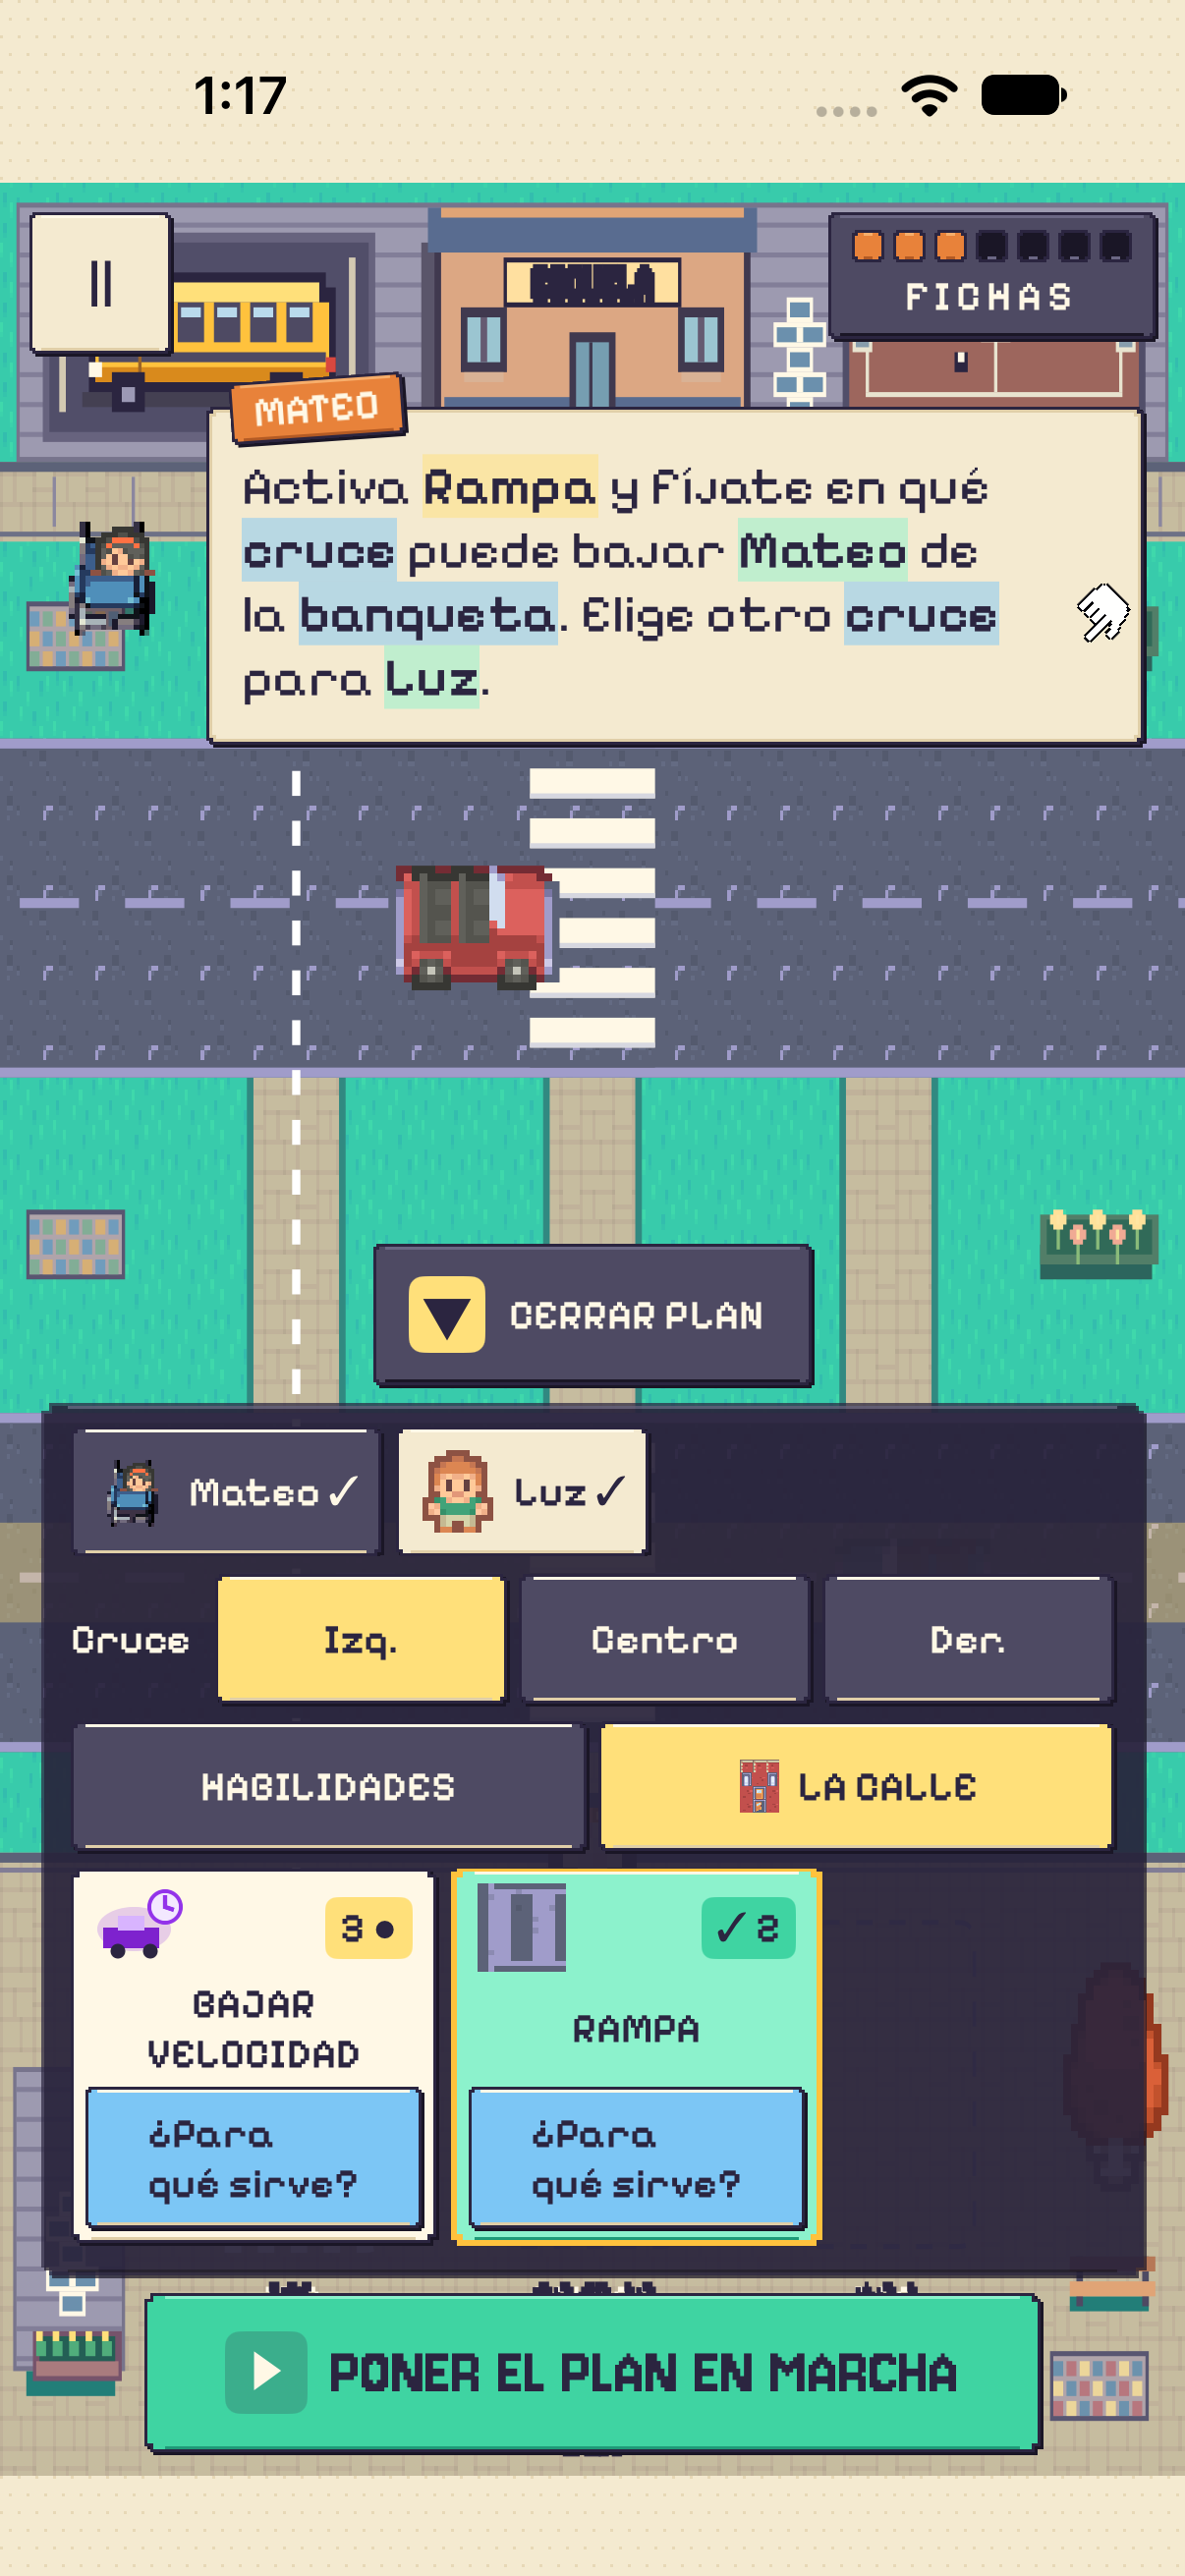 1:17
FICHAS
MATEO
Activa Rampa y fíjate en qué
cruce puede bajar Mateo de
la banqueta. Elige otro cruce
para Luz.
CERRAR PLAN
Mateo ✓
Luz ✓
Cruce
Izq.
Centro
Der.
HABILIDADES
LA CALLE
3 ●
✓ 2
BAJAR
VELOCIDAD
RAMPA
¿Para
qué sirve?
¿Para
qué sirve?
PONER EL PLAN EN MARCHA